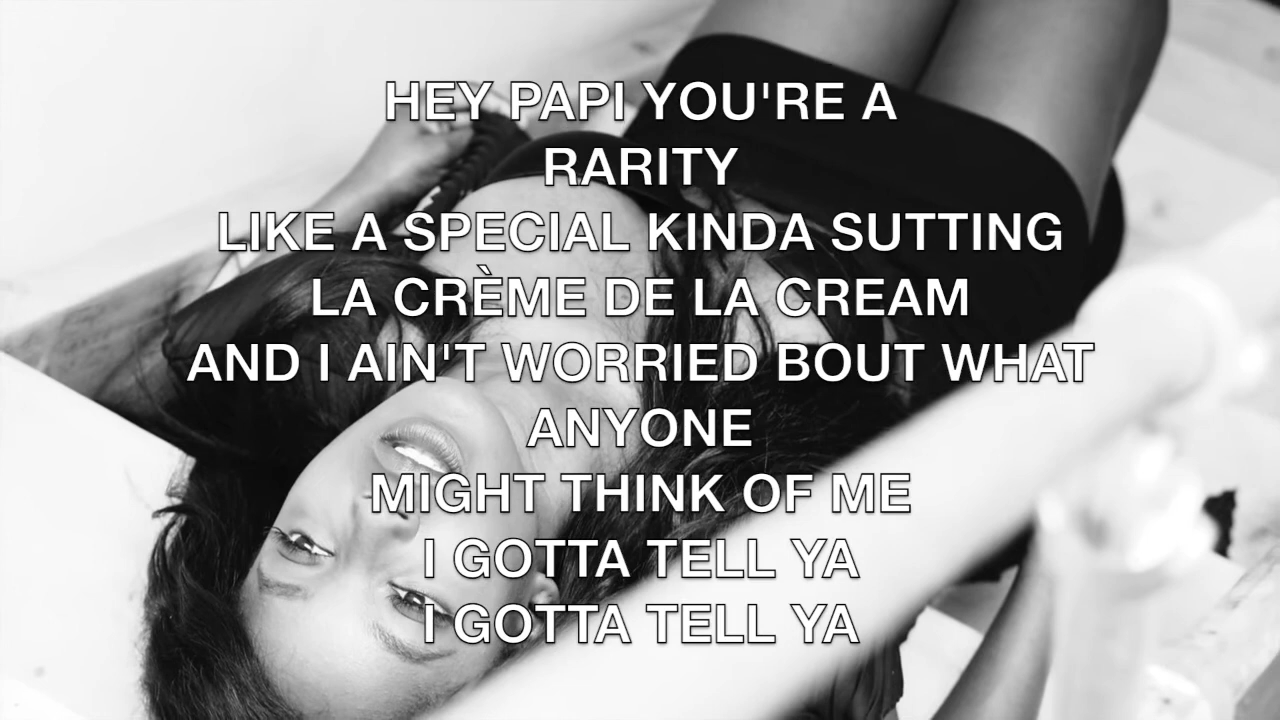 HEY PAPI YOU'RE A
RARITY
LIKE A SPECIAL KINDA SUTTING
LA CRÈME DE LA CREAM
AND I AIN'T WORRIED BOUT WHAT
ANYONE
MIGHT THINK OF ME
I GOTTA TELL YA
I GOTTA TELL YA